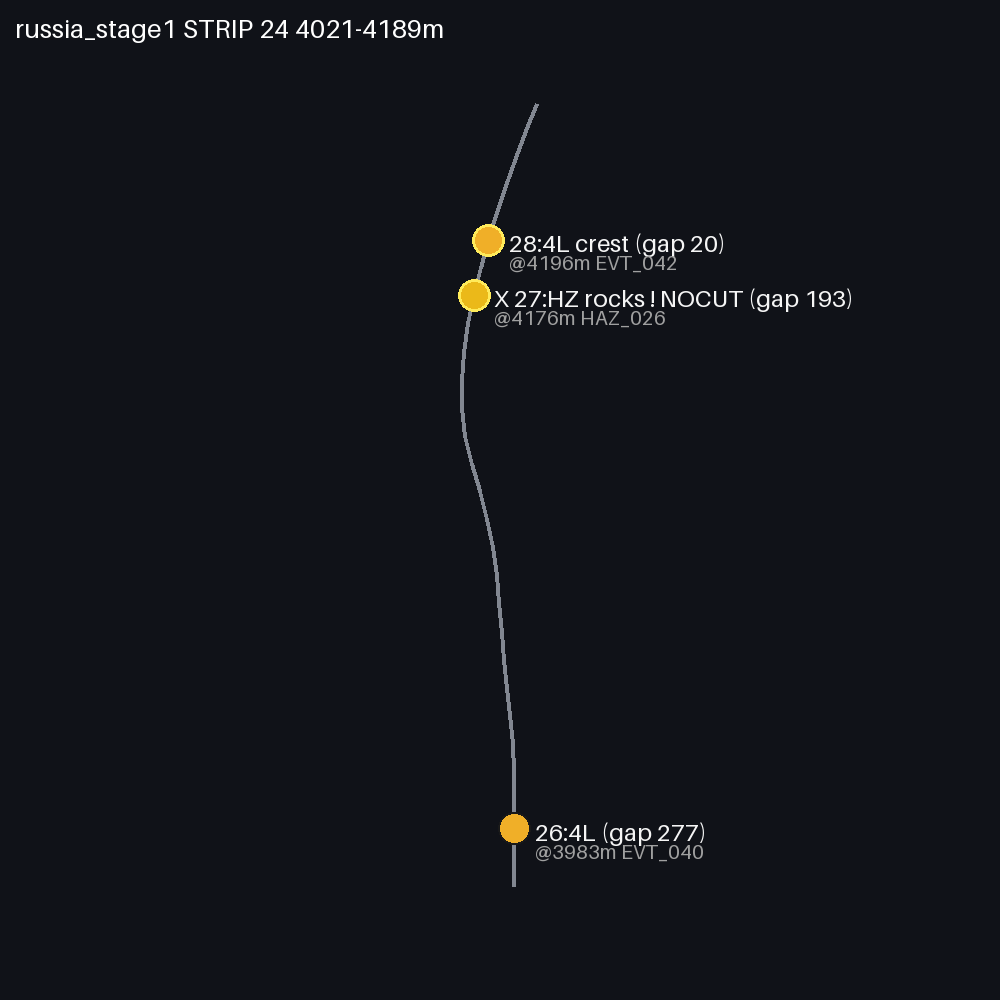 russia_stage1 STRIP 24 4021-4189m
28:4L crest (gap 20)
@4196m EVT_042
X 27:HZ rocks ! NOCUT (gap 193)
@4176m HAZ_026
26:4L (gap 277)
@3983m EVT_040